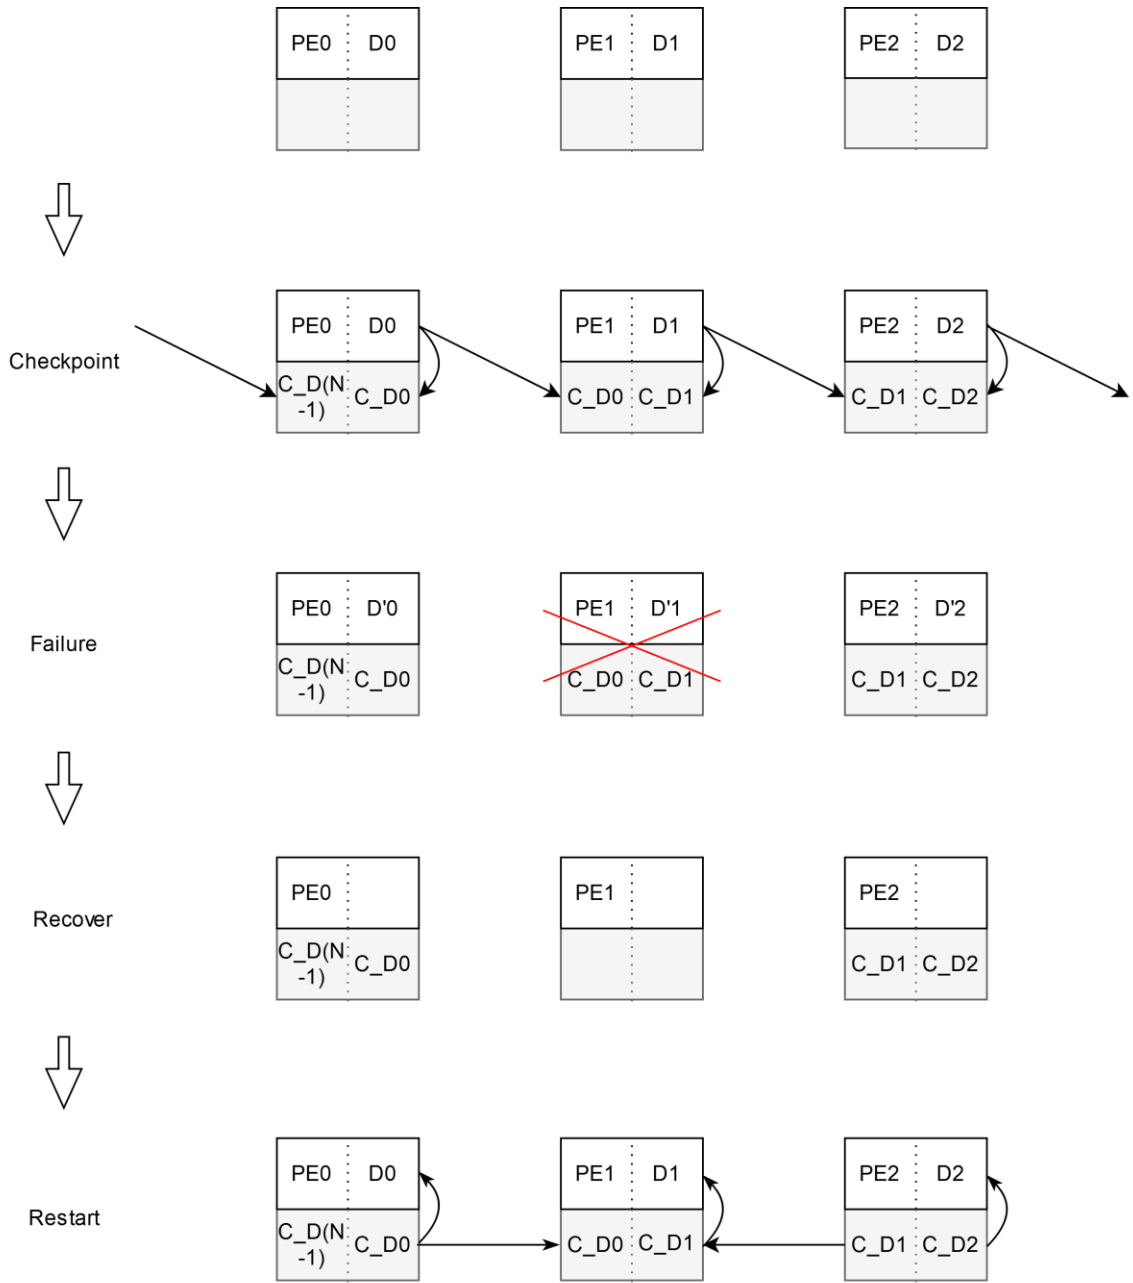 PE0 D0 PE1 D1 PE2 D2
PE0 D0 PE1 D1 PE2 D2
Checkpoint
C_D(N
-1) C_D0 C_D0 C_D1 C_D1 C_D2
PE0 D'0 PE1 D'1 PE2 D'2
Failure
C_D(N
-1) C_D0 C_D0 C_D1 C_D1 C_D2
PE0 PE1 PE2
Recover
C_D(N
-1) C_D0 C_D1 C_D2
PE0 D0 PE1 D1 PE2 D2
Restart
C_D(N
-1) C_D0 C_D0 C_D1 C_D1 C_D2